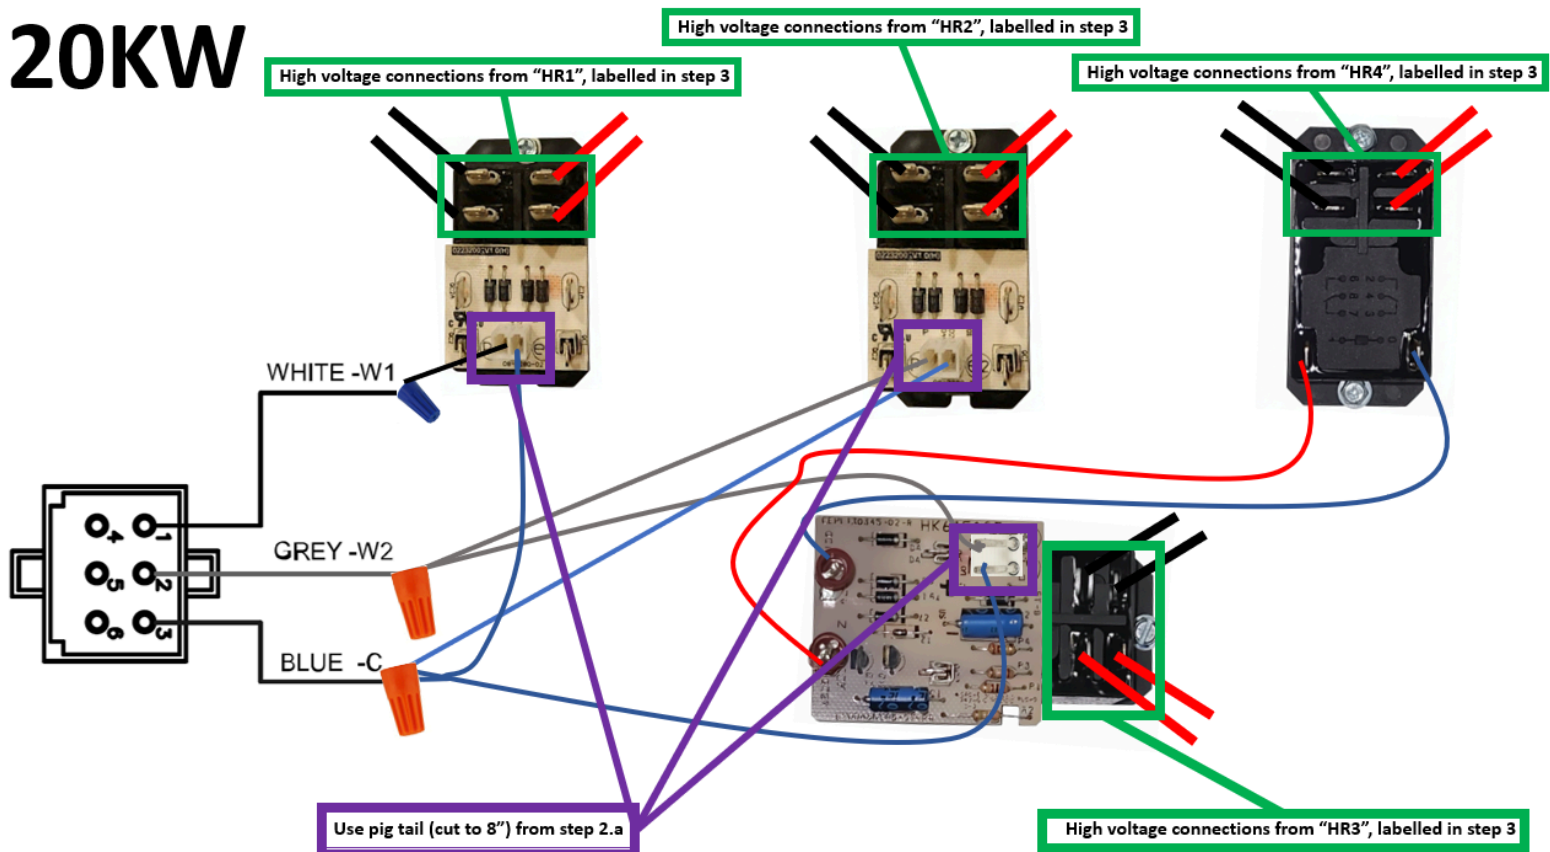 20KW
High voltage connections from “HR1”, labelled in step 3
High voltage connections from “HR2”, labelled in step 3
High voltage connections from “HR4”, labelled in step 3
WHITE -W1
GREY -W2
BLUE -C
4
1
5
2
6
3
Use pig tail (cut to 8”) from step 2.a
High voltage connections from “HR3”, labelled in step 3